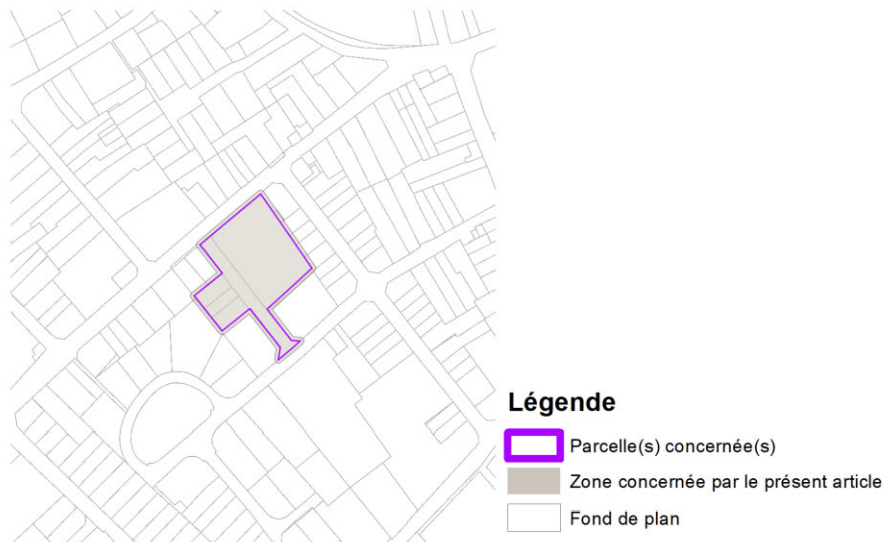 Légende
Parcelle(s) concernée(s)
Zone concernée par le présent article
Fond de plan